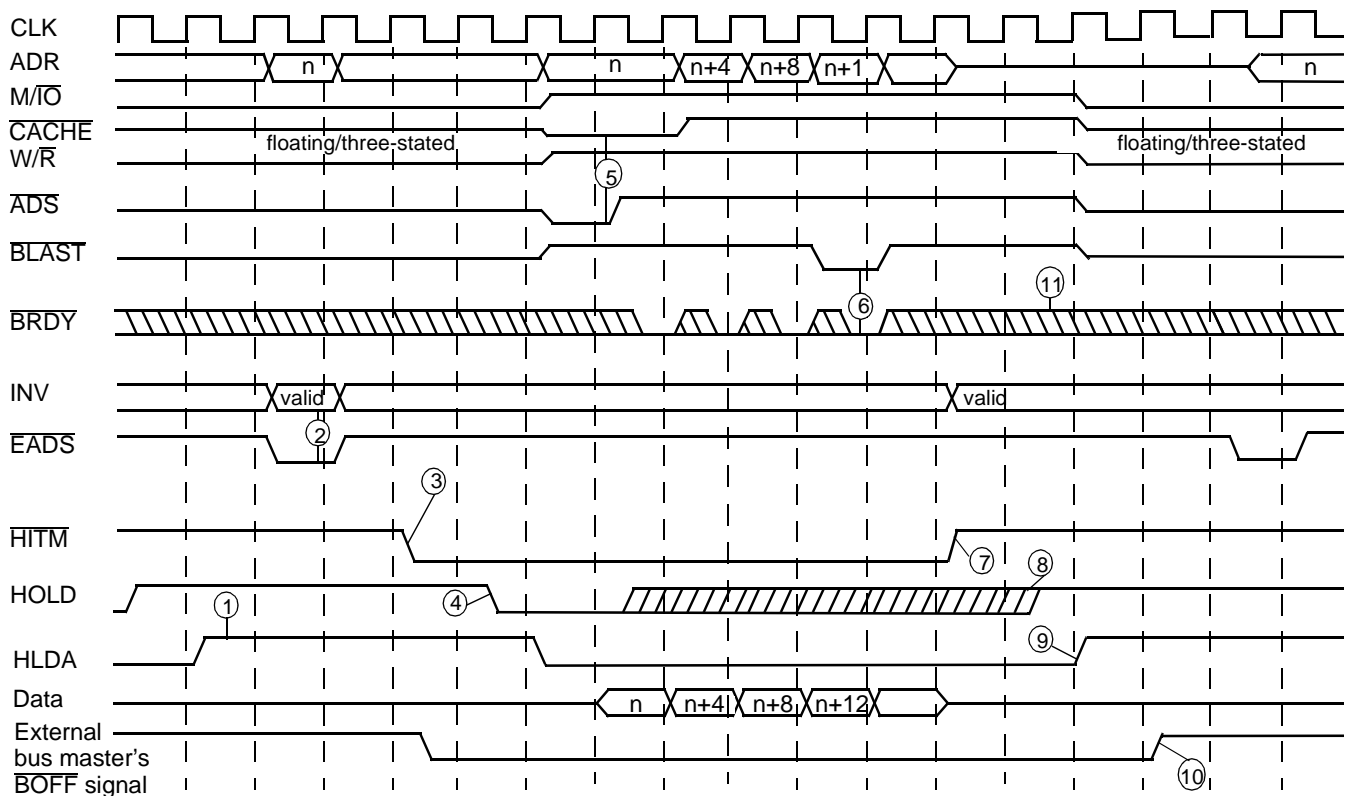 CLK
ADR n n n+4 n+8 n+1 n
M/IO
CACHE
floating/three-stated floating/three-stated
W/R
5
ADS
BLAST
11
6
BRDY
INV valid valid
2
EADS
3
HITM
7
8
HOLD
1 4
9
HLDA
Data n n+4 n+8 n+12
External
bus master's
10
BOFF signal